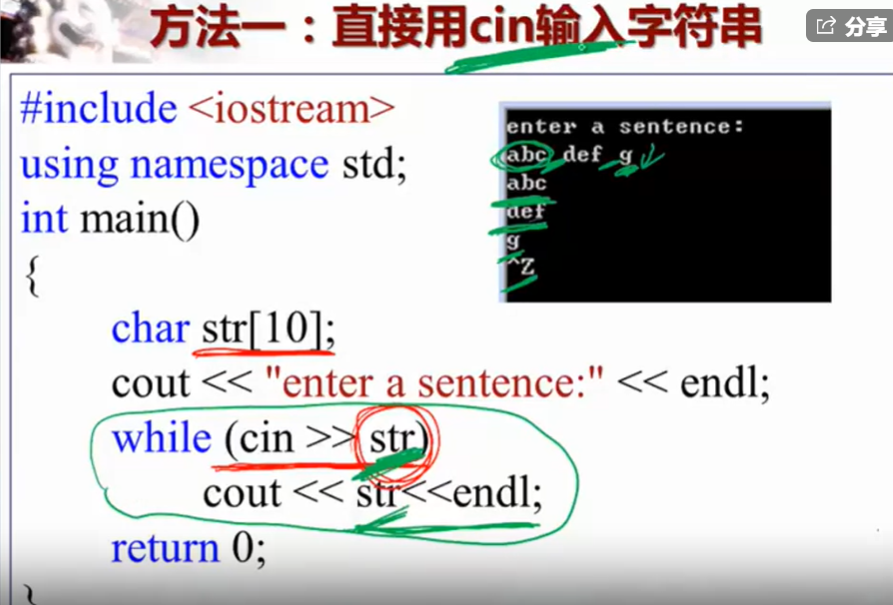 方法一：直接用cin输入字符串
分享
#include <iostream>
using namespace std;
int main()
{
char str[10];
cout << "enter a sentence:" << endl;
while (cin >> str)
cout << str<<endl;
return 0;
}
enter a sentence:
abc def g
abc
def
g
^Z